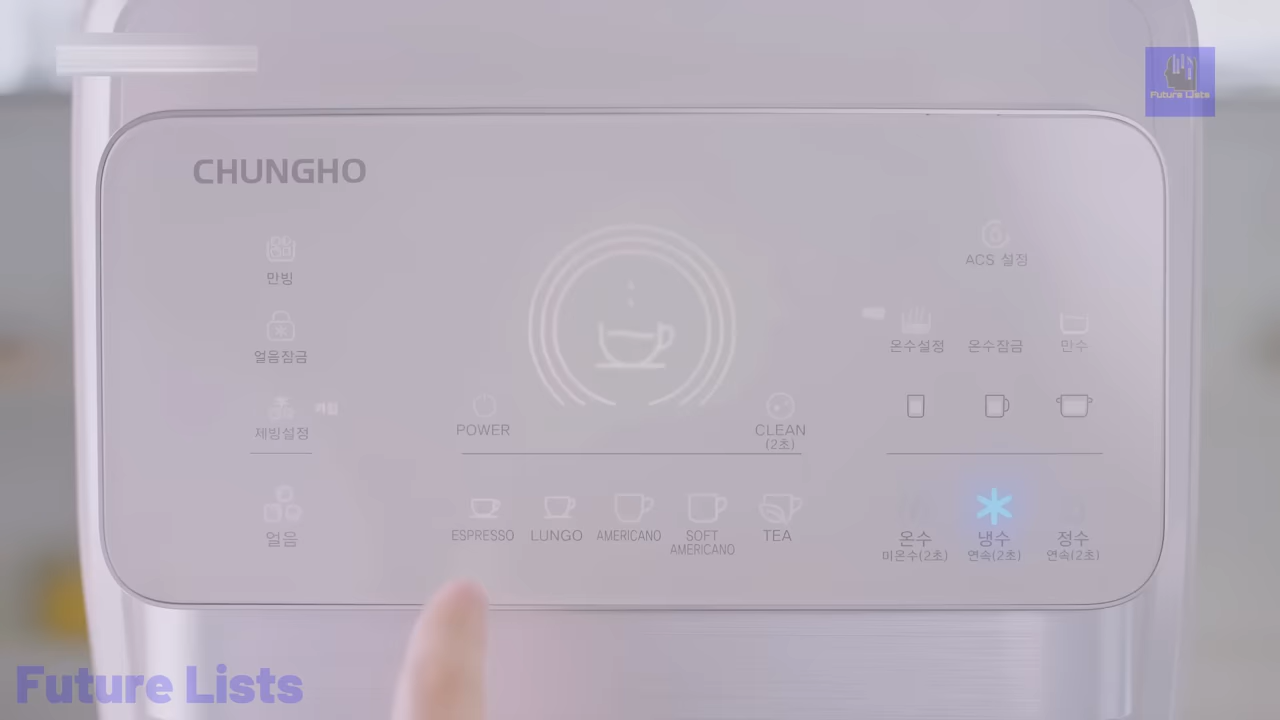 Future Lists
CHUNGHO
만빙
얼음잠금
제빙설정
얼음
POWER
CLEAN
(2초)
ESPRESSO
LUNGO
AMERICANO
SOFT
AMERICANO
TEA
ACS 설정
온수설정
온수잠금
만수
온수
미온수(2초)
냉수
연속(2초)
정수
연속(2초)
Future Lists